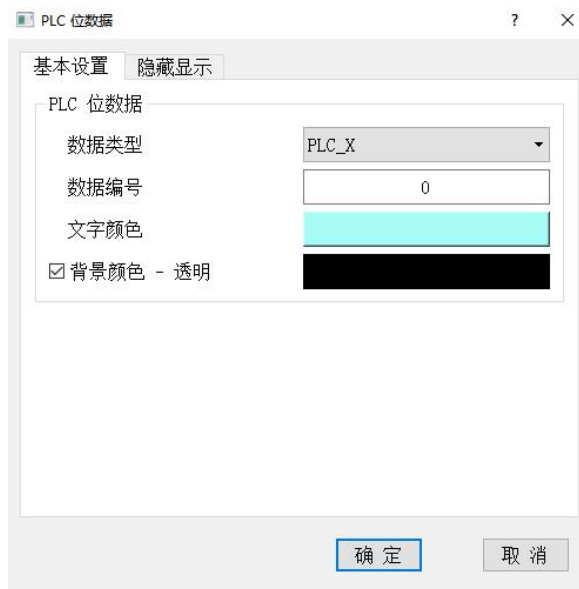 PLC 位数据
? ×
基本设置 隐藏显示
PLC 位数据
数据类型 PLC_X
数据编号 0
文字颜色
背景颜色 - 透明
确 定 取 消